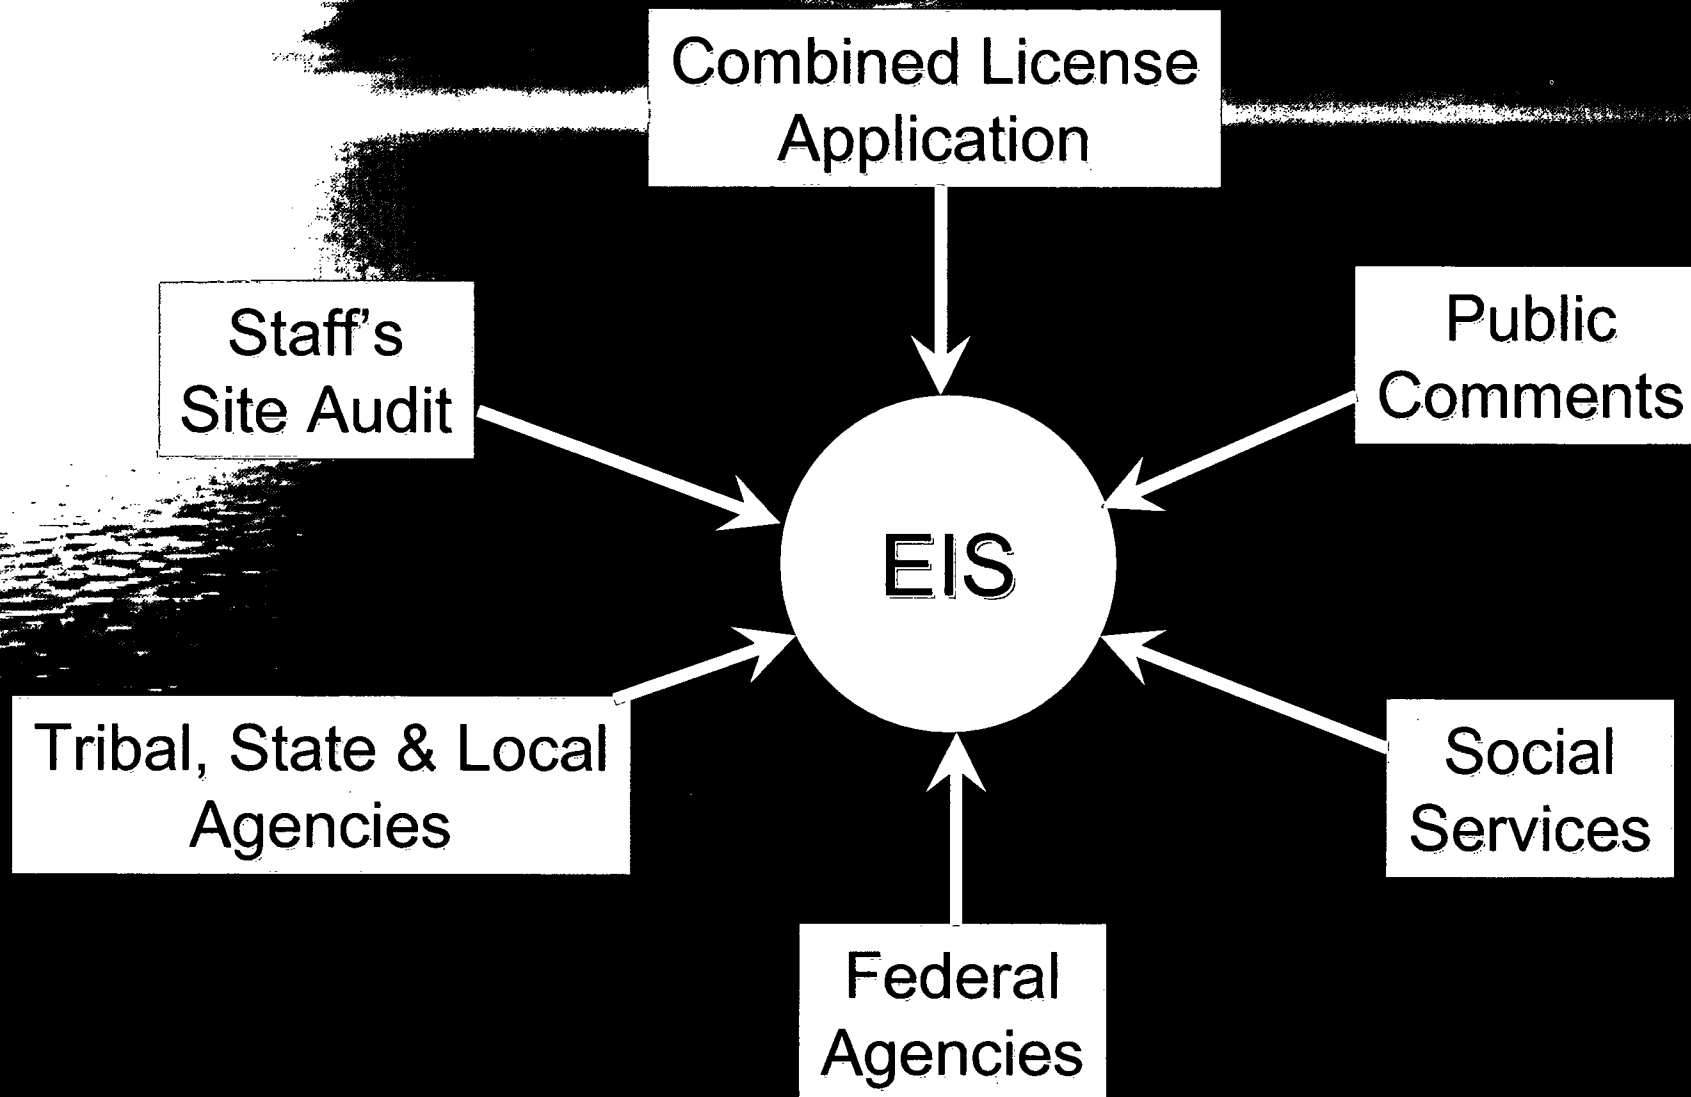 Combined License
Application
Staff's
Site Audit
Public
Comments
EIS
Tribal, State & Local
Agencies
Social
Services
Federal
Agencies